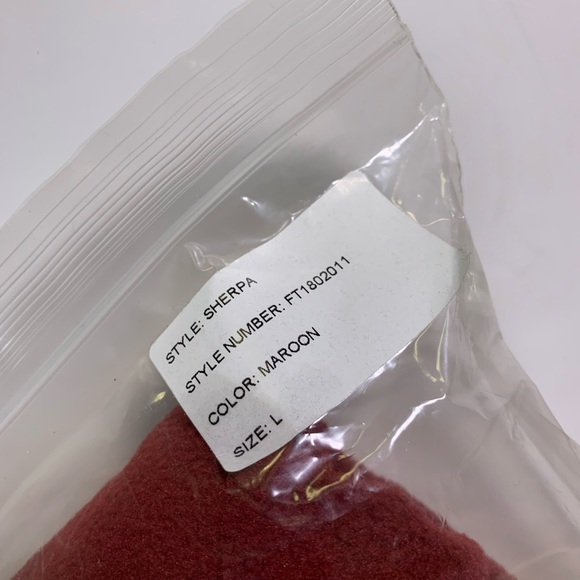 STYLE: SHERPA
STYLE NUMBER: FT1802011
COLOR: MAROON
SIZE: L